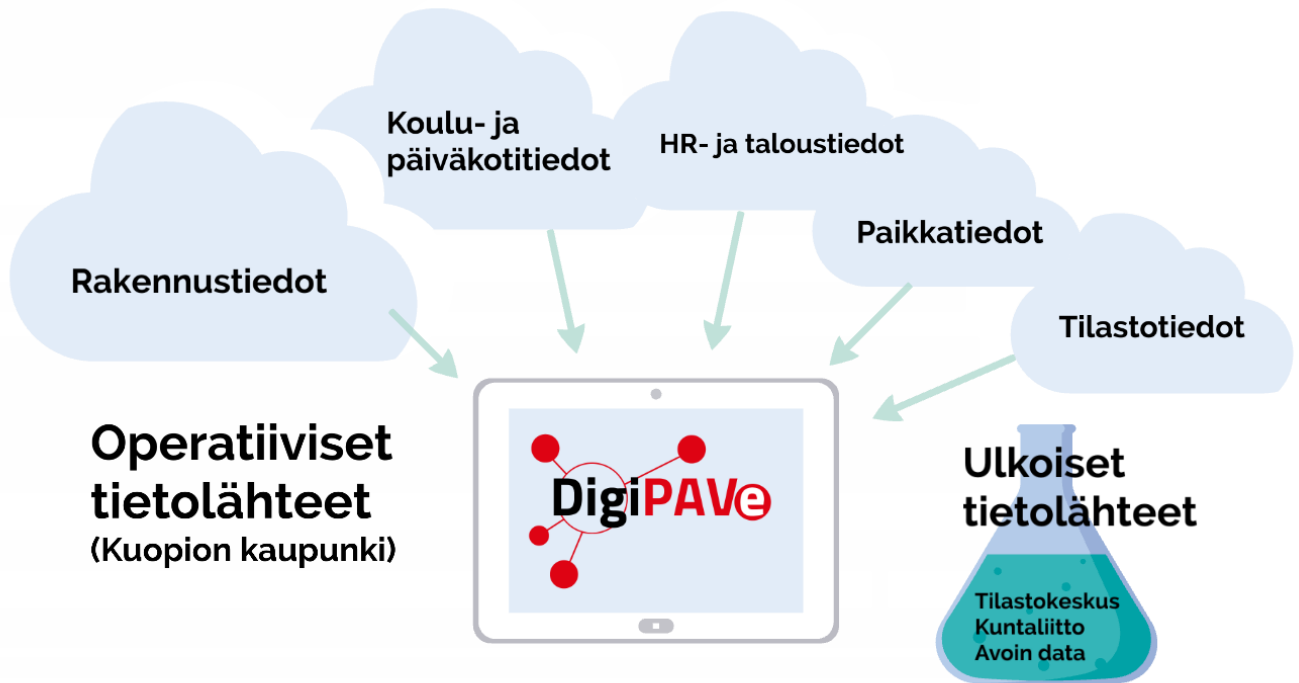 Koulu- ja
päiväkotitiedot
HR- ja taloustiedot
Paikkatiedot
Rakennustiedot
Tilastotiedot
Operatiiviset
tietolähteet
(Kuopion kaupunki)
DigiPAVe
Ulkoiset
tietolähteet
Tilastokeskus
Kuntaliitto
Avoin data